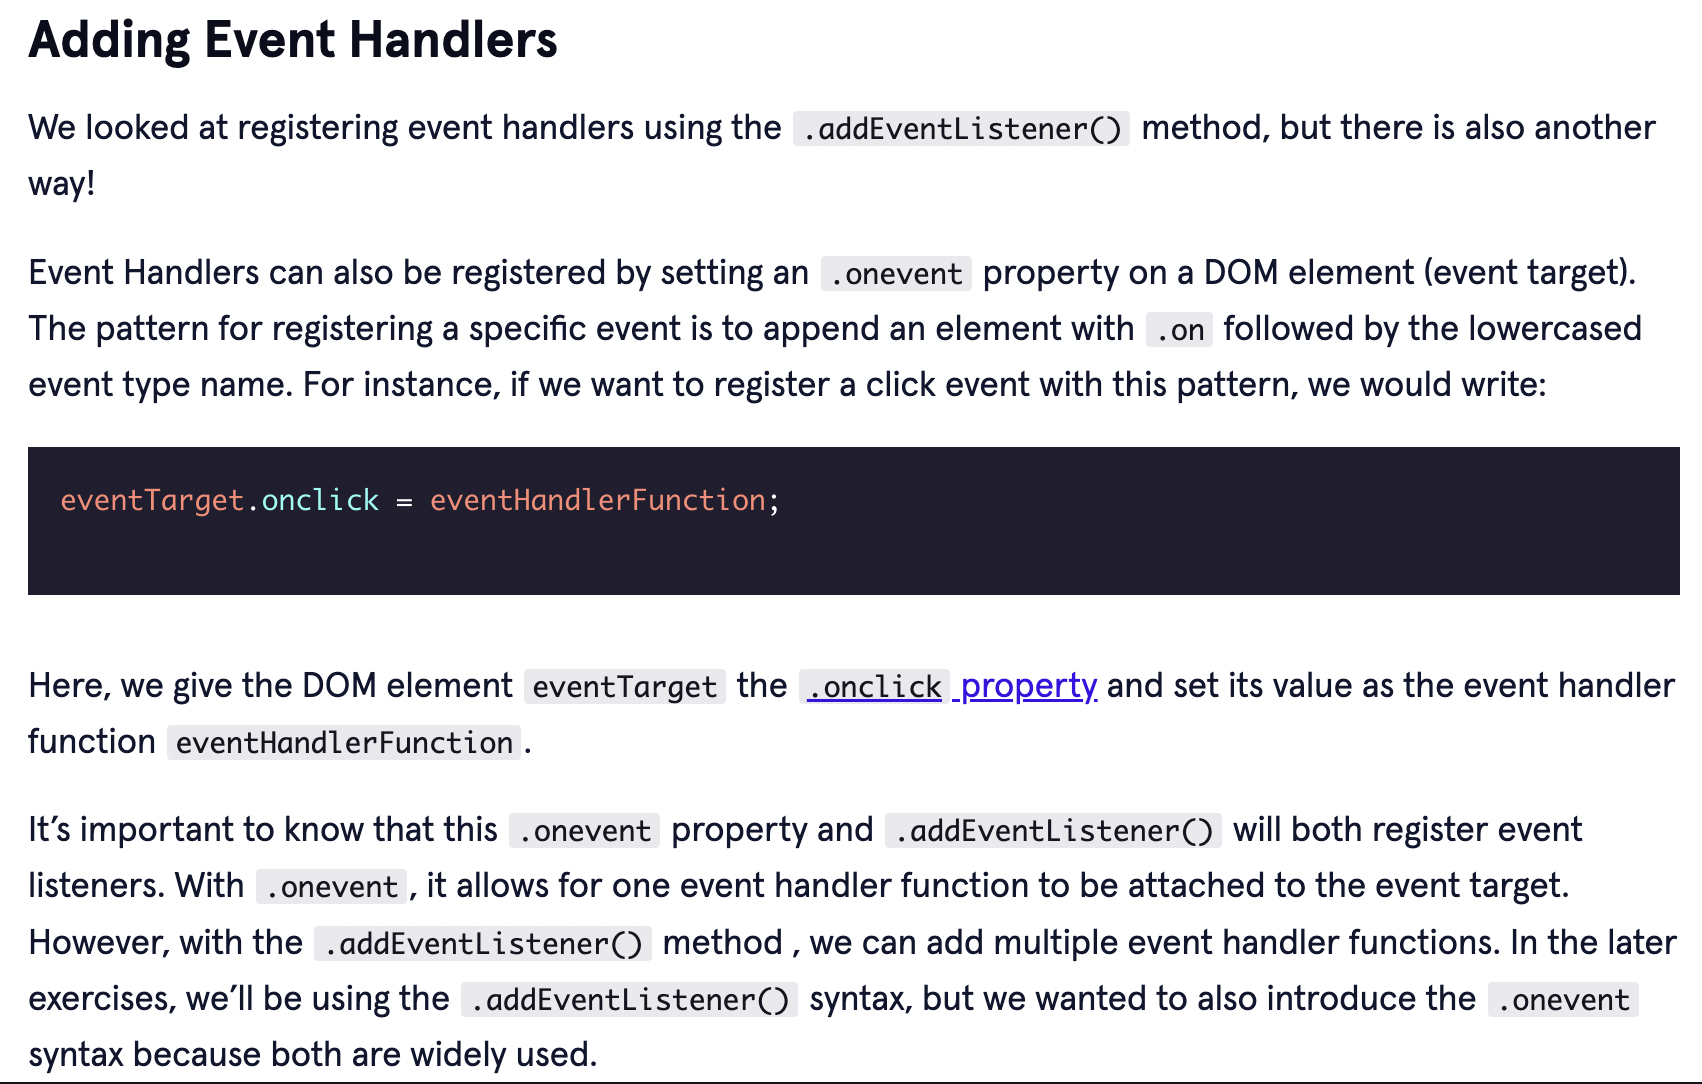 Adding Event Handlers
We looked at registering event handlers using the .addEventListener() method, but there is also another
way!
Event Handlers can also be registered by setting an .onevent property on a DOM element (event target).
The pattern for registering a specific event is to append an element with .on followed by the lowercased
event type name. For instance, if we want to register a click event with this pattern, we would write:
eventTarget.onclick = eventHandlerFunction;
Here, we give the DOM element eventTarget the .onclick property and set its value as the event handler
function eventHandlerFunction.
It’s important to know that this .onevent property and .addEventListener() will both register event
listeners. With .onevent, it allows for one event handler function to be attached to the event target.
However, with the .addEventListener() method , we can add multiple event handler functions. In the later
exercises, we’ll be using the .addEventListener() syntax, but we wanted to also introduce the .onevent
syntax because both are widely used.